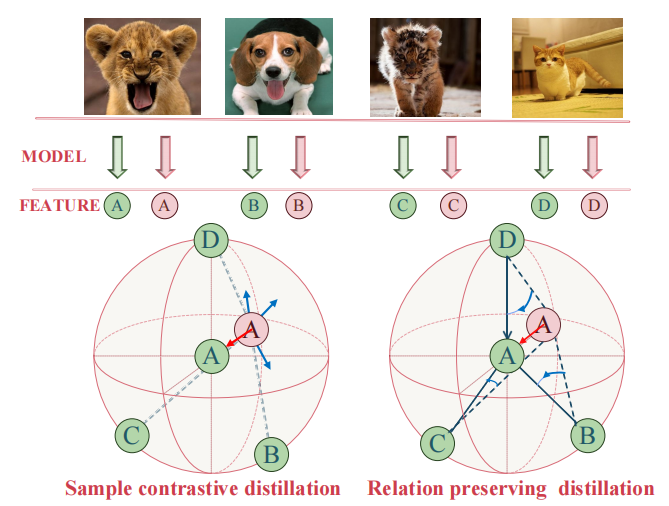 MODEL
FEATURE A A B B C C D D
D D
A A
A A
C B C B
Sample contrastive distillation Relation preserving distillation